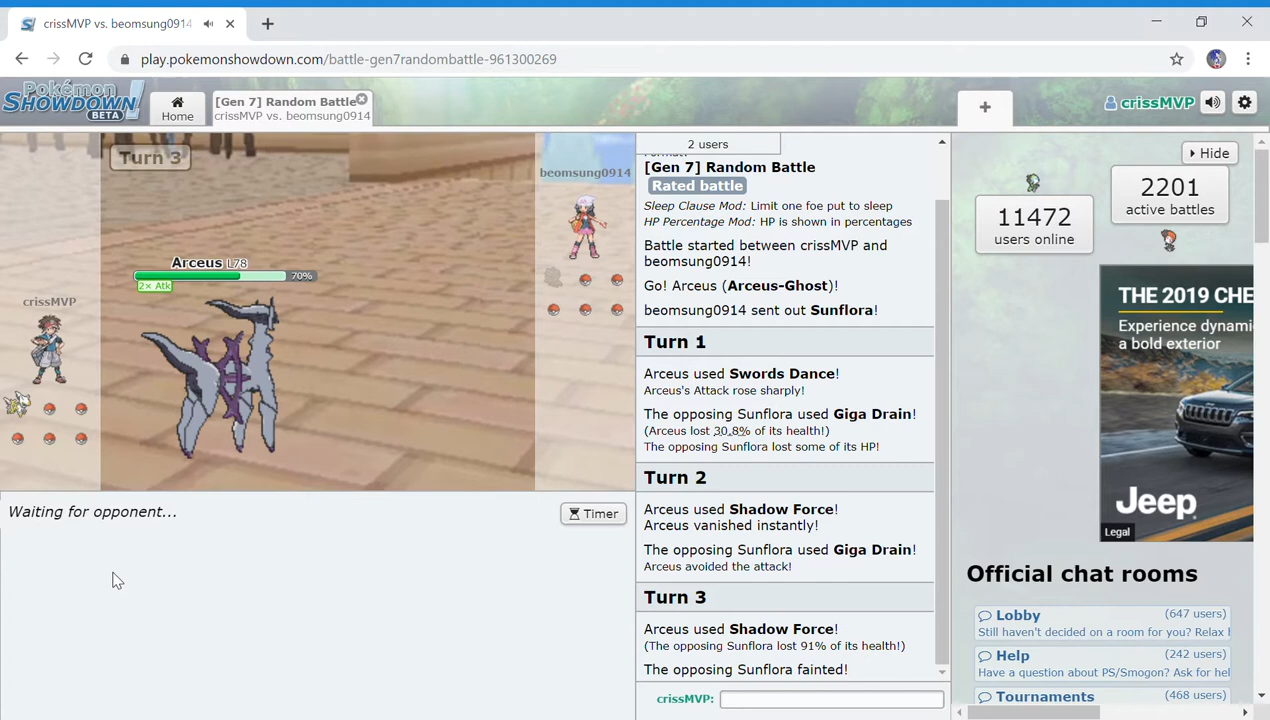 crissMVP vs. beomsung0914
play.pokemonshowdown.com/battle-gen7randombattle-961300269
Pokémon
SHOWDOWN!
BETA
Home
[Gen 7] Random Battle
crissMVP vs. beomsung0914
+
crissMVP
Turn 3
beomsung0914
Arceus L78
70%
2× Atk
crissMVP
Waiting for opponent...
Timer
2 users
[Gen 7] Random Battle
Rated battle
Sleep Clause Mod: Limit one foe put to sleep
HP Percentage Mod: HP is shown in percentages
Battle started between crissMVP and
beomsung0914!
Go! Arceus (Arceus-Ghost)!
beomsung0914 sent out Sunflora!
Turn 1
Arceus used Swords Dance!
Arceus's Attack rose sharply!
The opposing Sunflora used Giga Drain!
(Arceus lost 30.8% of its health!)
The opposing Sunflora lost some of its HP!
Turn 2
Arceus used Shadow Force!
Arceus vanished instantly!
The opposing Sunflora used Giga Drain!
Arceus avoided the attack!
Turn 3
Arceus used Shadow Force!
(The opposing Sunflora lost 91% of its health!)
The opposing Sunflora fainted!
crissMVP:
Hide
11472
users online
2201
active battles
THE 2019 CHE
Experience dynami
a bold exterior
Jeep
Legal
Official chat rooms
Lobby
(647 users)
Still haven't decided on a room for you? Relax
Help
(242 users)
Have a question about PS/Smogon? Ask for hel
Tournaments
(468 users)